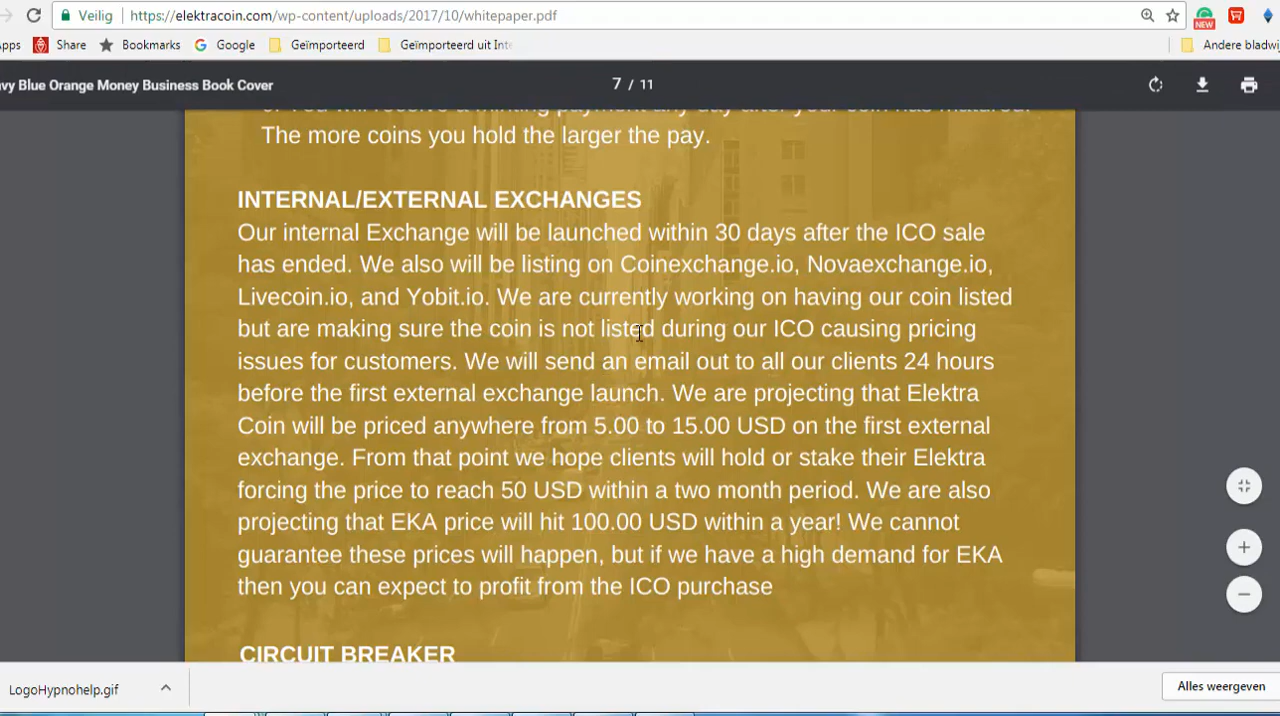 Veilig https://elektracoin.com/wp-content/uploads/2017/10/whitepaper.pdf
NEW
Share Bookmarks Google Geïmporteerd Geïmporteerd uit Andere
Blue Orange Money Business Book Cover 7 / 11
The more coins you hold the larger the pay.
INTERNAL/EXTERNAL EXCHANGES
Our internal Exchange will be launched within 30 days after the ICO sale
has ended. We also will be listing on Coinexchange.io, Novaexchange.io,
Livecoin.io, and Yobit.io. We are currently working on having our coin listed
but are making sure the coin is not listed during our ICO causing pricing
issues for customers. We will send an email out to all our clients 24 hours
before the first external exchange launch. We are projecting that Elektra
Coin will be priced anywhere from 5.00 to 15.00 USD on the first external
exchange. From that point we hope clients will hold or stake their Elektra
forcing the price to reach 50 USD within a two month period. We are also
projecting that EKA price will hit 100.00 USD within a year! We cannot
guarantee these prices will happen, but if we have a high demand for EKA
then you can expect to profit from the ICO purchase
CIRCUIT BREAKER
LogoHypnohelp.gif Alles weergeven